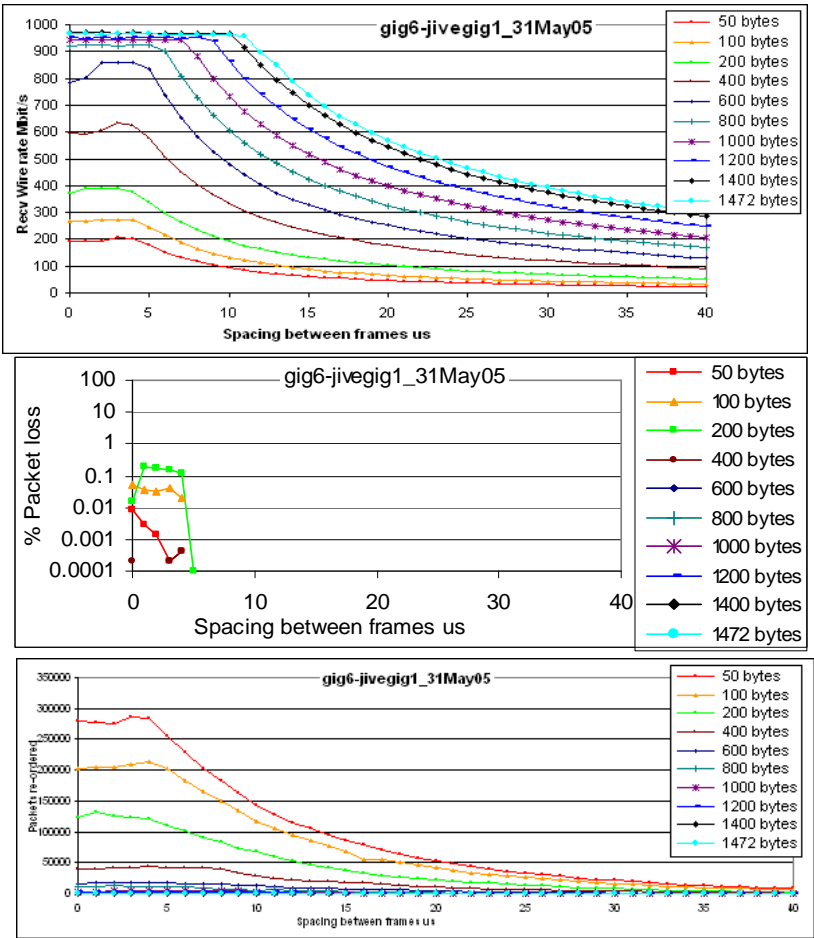 gig6-jivegig1_31May05
1000
900
800
700
600
500
400
300
200
100
0
Recv Wire rate Mbit/s
0 5 10 15 20 25 30 35 40
Spacing between frames us
50 bytes
100 bytes
200 bytes
400 bytes
600 bytes
800 bytes
1000 bytes
1200 bytes
1400 bytes
1472 bytes
gig6-jivegig1_31May05
100
10
1
0.1
0.01
0.001
0.0001
% Packet loss
0 10 20 30 40
Spacing between frames us
50 bytes
100 bytes
200 bytes
400 bytes
600 bytes
800 bytes
1000 bytes
1200 bytes
1400 bytes
1472 bytes
gig6-jivegig1_31May05
350000
300000
250000
200000
150000
100000
50000
0
Packets re-ordered
0 5 10 15 20 25 30 35 40
Spacing between frames us
50 bytes
100 bytes
200 bytes
400 bytes
600 bytes
800 bytes
1000 bytes
1200 bytes
1400 bytes
1472 bytes